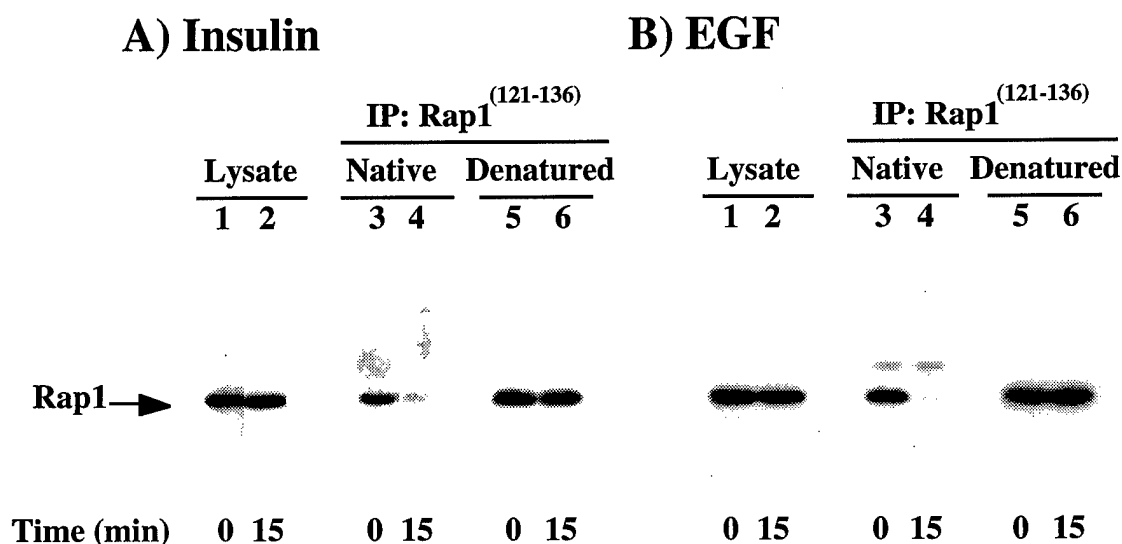 A) Insulin B) EGF
IP: Rap1(121-136) IP: Rap1(121-136)
Lysate Native Denatured Lysate Native Denatured
1 2 3 4 5 6 1 2 3 4 5 6
Rap1
Time (min) 0 15 0 15 0 15 0 15 0 15 0 15